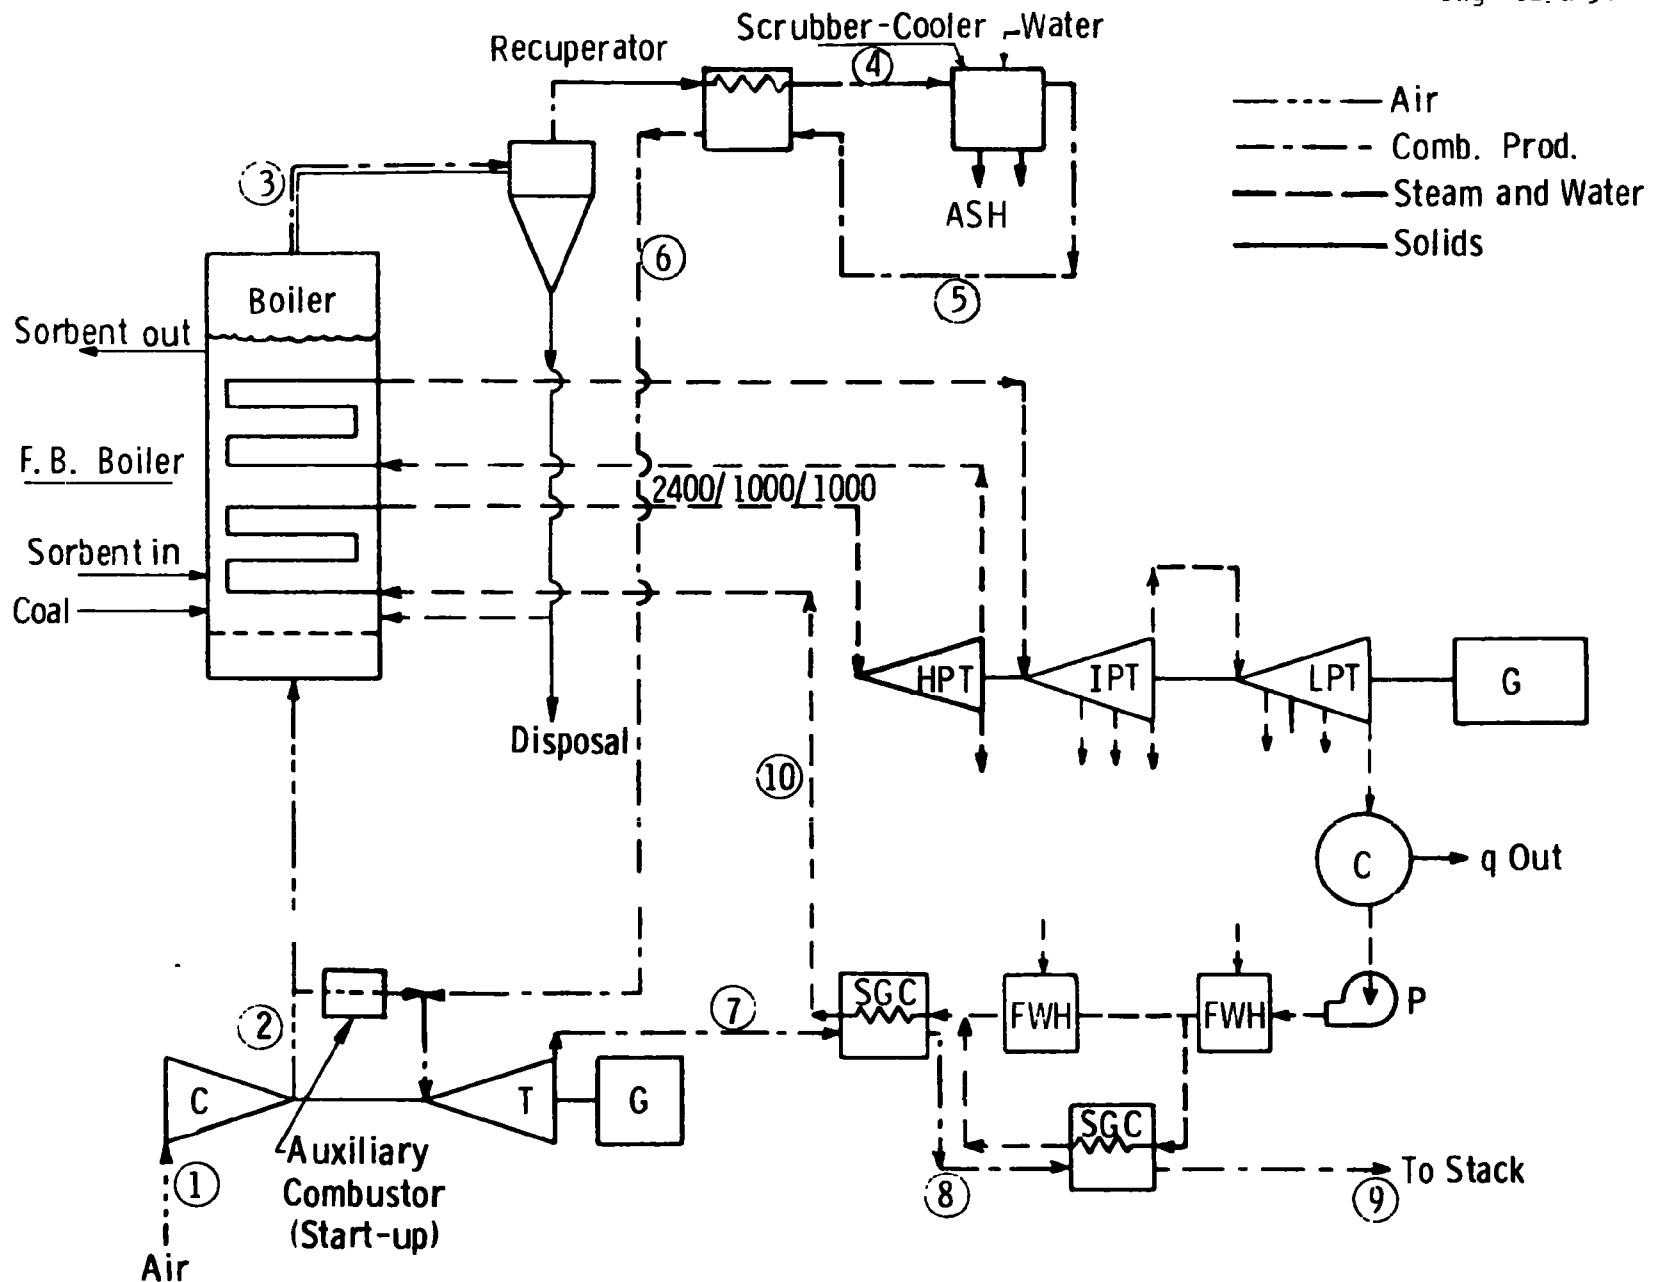 Scrubber-Cooler
Water
Recuperator
4
Air
Comb. Prod.
3
Steam and Water
ASH
Solids
6
Boiler
5
Sorbent out
F. B. Boiler
2400/1000/1000
Sorbent in
Coal
HPT
IPT
LPT
G
Disposal
10
C
q Out
SGC
FWH
FWH
P
7
2
C
T
G
SGC
Auxiliary
Combustor
(Start-up)
1
8
To Stack
9
Air